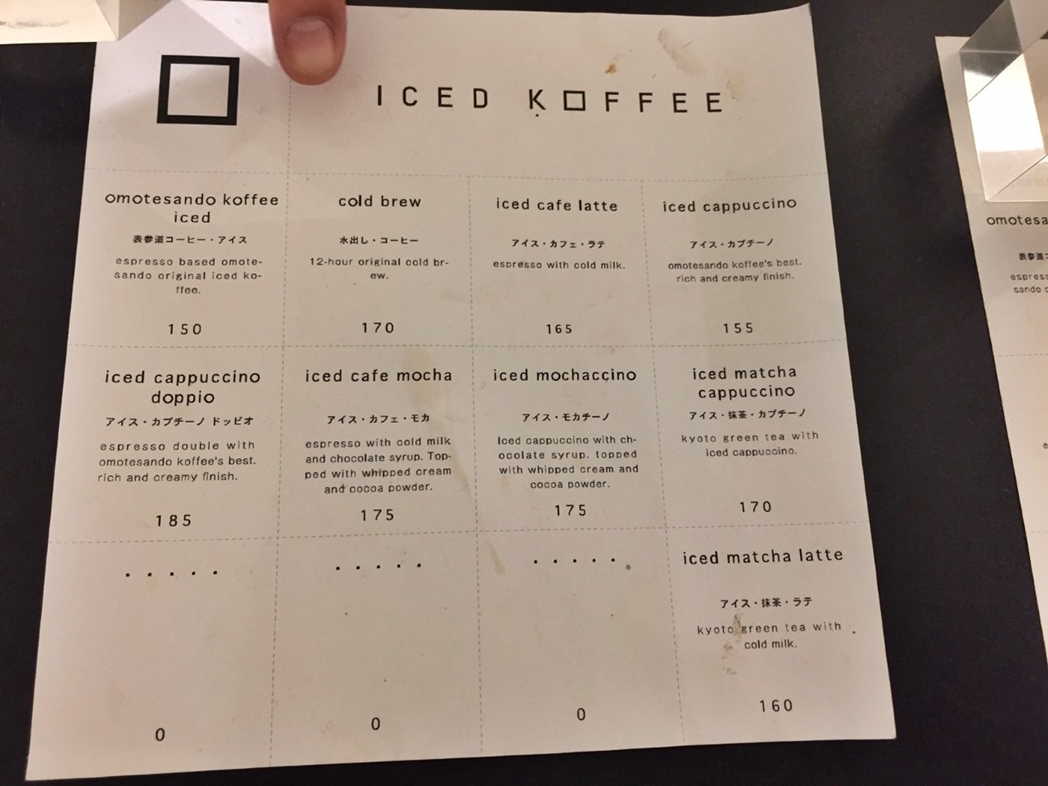 ICED K□FFEE
omotesando koffee
iced
表参道コーヒー・アイス
espresso based omote-
sando original iced ko-
ffee.
150
cold brew
水出し・コーヒー
12-hour original cold br-
ew.
170
iced cafe latte
アイス・カフェ・ラテ
espresso with cold milk.
165
iced cappuccino
アイス・カプチーノ
omotesando koffee's best.
rich and creamy finish.
155
iced cappuccino
doppio
アイス・カプチーノ ドッピオ
espresso double with
omotesando koffee's best.
rich and creamy finish.
185
iced cafe mocha
アイス・カフェ・モカ
espresso with cold milk
and chocolate syrup. Top-
ped with whipped cream
and cocoa powder.
175
iced mochaccino
アイス・モカチーノ
Iced cappuccino with ch-
ocolate syrup. topped
with whipped cream and
cocoa powder.
175
iced matcha
cappuccino
アイス・抹茶・カプチーノ
kyoto green tea with
iced cappuccino.
170
. . . . .
0
. . . . .
0
. . . . .
0
iced matcha latte
アイス・抹茶・ラテ
kyoto green tea with
cold milk.
160